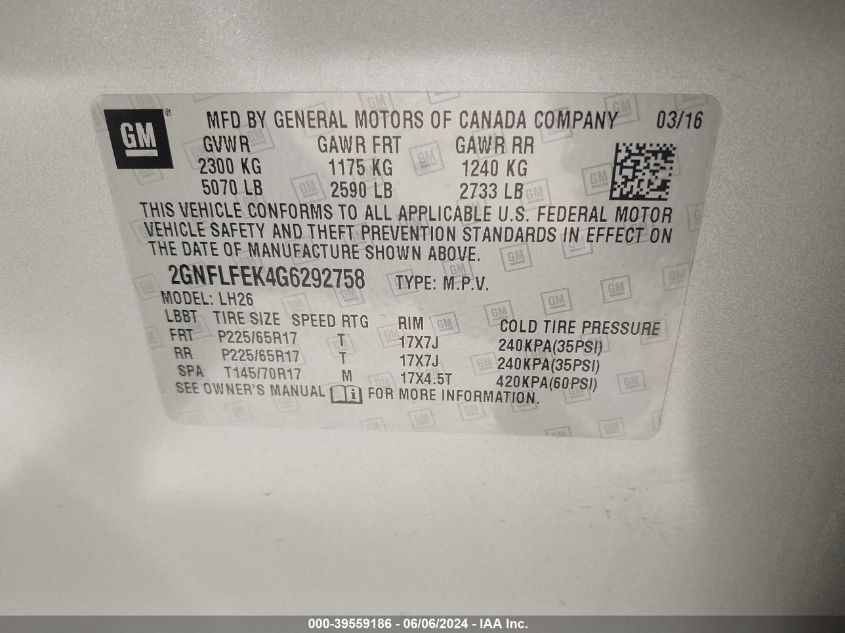 GM ® MFD BY GENERAL MOTORS OF CANADA COMPANY 03/16
GVWR GAWR FRT GAWR RR
2300 KG 1175 KG 1240 KG
5070 LB 2590 LB 2733 LB
THIS VEHICLE CONFORMS TO ALL APPLICABLE U.S. FEDERAL MOTOR
VEHICLE SAFETY AND THEFT PREVENTION STANDARDS IN EFFECT ON
THE DATE OF MANUFACTURE SHOWN ABOVE.
2GNFLFEK4G6292758 TYPE: M.P.V.
MODEL: LH26
LBBT TIRE SIZE SPEED RTG RIM COLD TIRE PRESSURE
FRT P225/65R17 T 17X7J 240KPA(35PSI)
RR P225/65R17 T 17X7J 240KPA(35PSI)
SPA T145/70R17 M 17X4.5T 420KPA(60PSI)
SEE OWNER'S MANUAL FOR MORE INFORMATION.
000-39559186 - 06/06/2024 - IAA Inc.